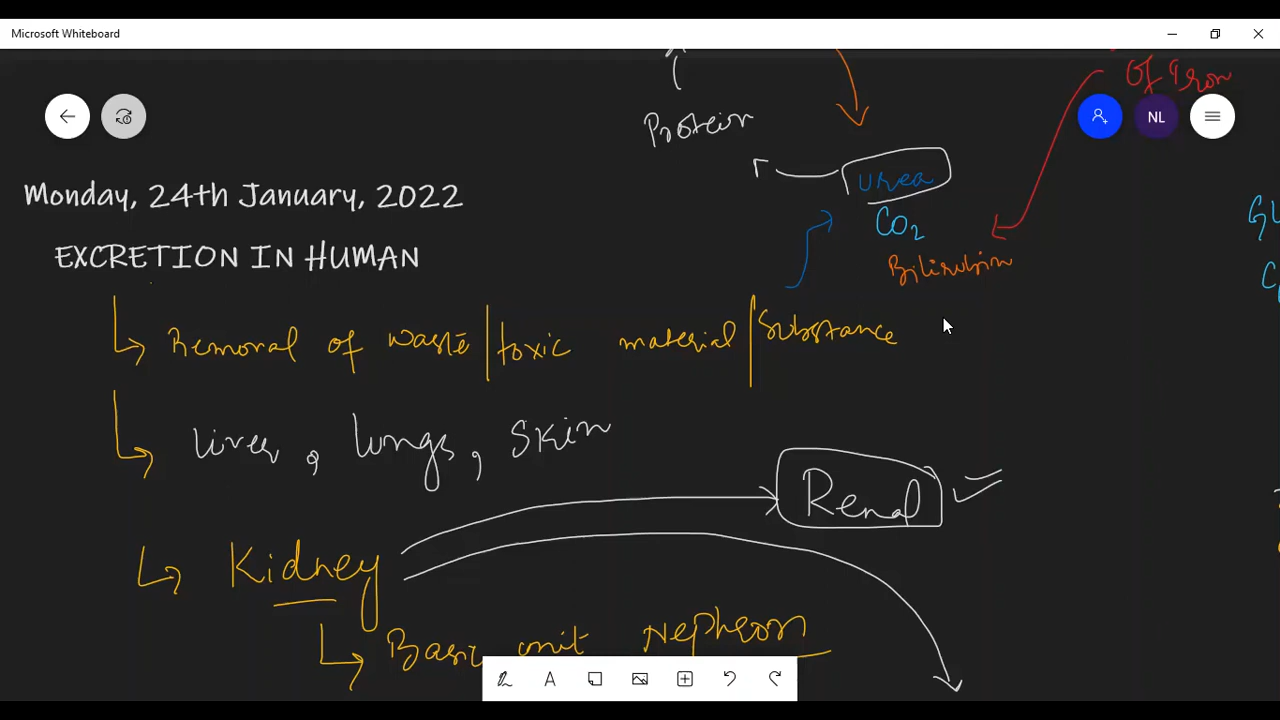 Microsoft Whiteboard
Of Iron
Protein
NL
urea
Monday, 24th January, 2022
CO2
EXCRETION IN HUMAN
Bilirubin
Removal of waste | toxic material | Substance
liver, lungs, Skin
Renal
Kidney
Basic unit Nephron
A